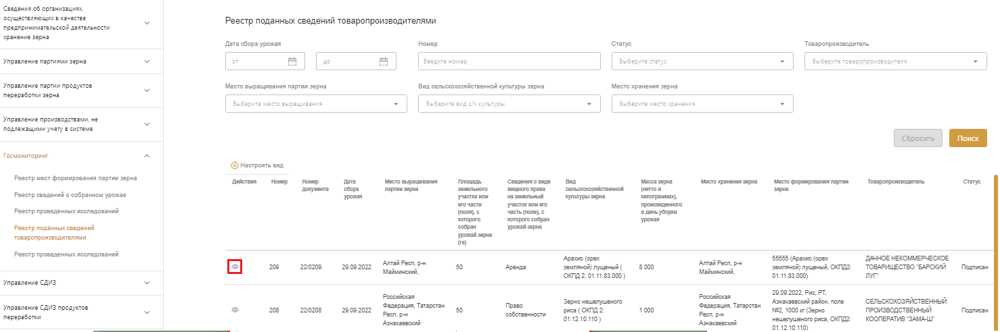 Сведения об организациях,
осуществляющих в качестве
предпринимательской деятельности
хранение зерна
Управление партиями зерна
Управление партии продуктов
переработки зерна
Управление производствами, не
подлежащими учету в системе
Госмониторинг
Реестр мест формирования партии зерна
Реестр сведений о собранном урожае
Реестр проведенных исследований
Реестр поданных сведений
товаропроизводителями
Реестр проведенных исследований
Управление СДИЗ
Управление СДИЗ продуктов
переработки
Реестр поданных сведений товаропроизводителями
Дата сбора урожая
от
до
Номер
Введите номер
Статус
Выберите статус
Товаропроизводитель
Выберите товаропроизводителя
Место выращивания партии зерна
Выберите место выращивания
Вид сельскохозяйственной культуры зерна
Выберите вид с/х культуры
Место хранения зерна
Выберите место хранения
Сбросить
Поиск
Настроить вид
Действия
Номер
Номер
документа
Дата
сбора
урожая
Место выращивания
партии зерна
Площадь
земельного
участка или
его части
(поля), с
которого
собран
урожай зерна
(га)
Сведения о виде
вещного права
на земельный
участок или его
часть (поле), с
которого собран
урожай зерна
Вид
сельскохозяйственной
культуры зерна
Масса зерна
(нетто в
килограммах),
произведенного
в день уборки
урожая
Место хранения зерна
Место формирования партии
зерна
Товаропроизводитель
Статус
209
22/0209
29.09.2022
Алтай Респ, р-н
Майминский,
50
Аренда
Арахис (орех
земляной) лущеный (
ОКПД 2: 01.11.83.000 )
8 000
Алтай Респ, р-н
Майминский,
55555 (Арахис (орех
земляной) лущеный, ОКПД2:
01.11.83.000)
ДАЧНОЕ НЕКОММЕРЧЕСКОЕ
ТОВАРИЩЕСТВО "БАРСКИЙ
ЛУГ"
Подписан
208
22/0208
29.09.2022
Российская
Федерация, Татарстан
Респ, р-н
Азнакаевский
50
Право
собственности
Зерно нешелушеного
риса ( ОКПД 2:
01.12.10.110 )
1 000
Российская
Федерация, Татарстан
Респ, р-н
Азнакаевский
29.09.2022, Рис, РТ,
Азнакаевский район, поле
№2, 1000 кг (Зерно
нешелушеного риса, ОКПД2:
01.12.10.110)
СЕЛЬСКОХОЗЯЙСТВЕННЫЙ
ПРОИЗВОДСТВЕННЫЙ
КООПЕРАТИВ "ЗАМА-Ш"
Подписан